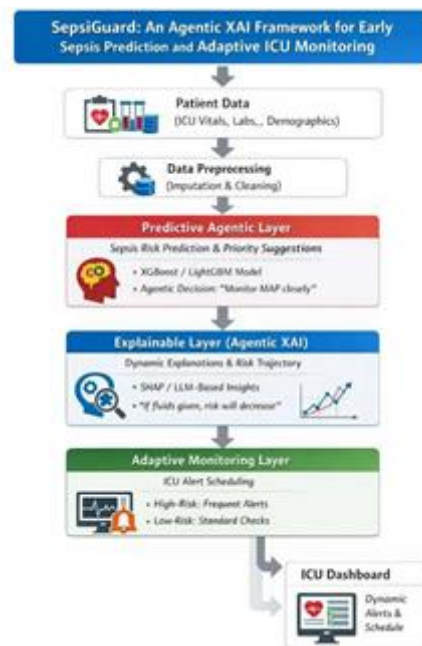 SepsiGuard: An Agentic XAI Framework for Early
Sepsis Prediction and Adaptive ICU Monitoring
Patient Data
(ICU Vitals, Labs,, Demographics)
Data Preprocessing
(Imputation & Cleaning)
Predictive Agentic Layer
Sepsis Risk Prediction & Priority Suggestions
• XGBoost / LightGBM Model
• Agentic Decision: "Monitor MAP closely"
Explainable Layer (Agentic XAI)
Dynamic Explanations & Risk Trajectory
• SHAP / LLM-Based Insights
• "If fluids given, risk will decrease"
Adaptive Monitoring Layer
ICU Alert Scheduling
• High-Risk: Frequent Alerts
• Low-Risk: Standard Checks
ICU Dashboard
Dynamic
Alerts &
Schedule